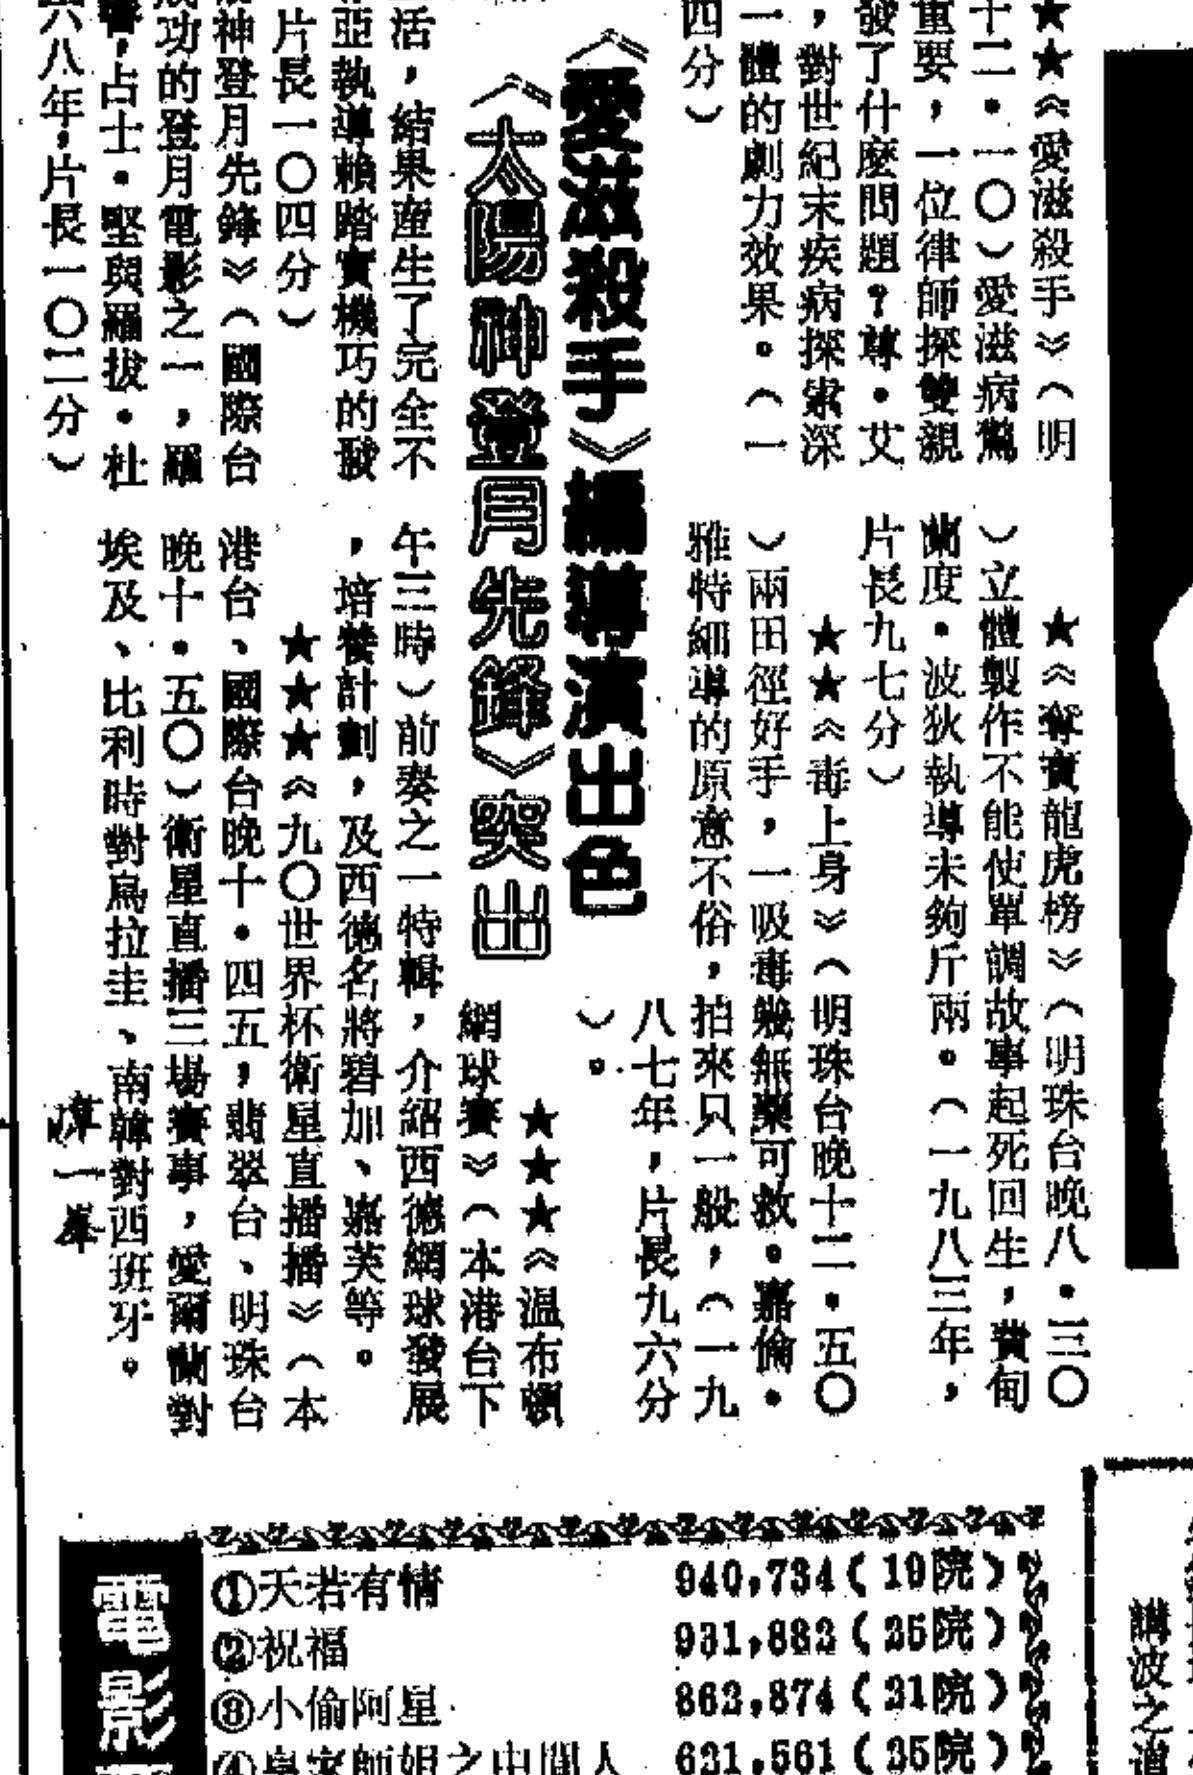 《愛滋殺手》編導演出色
《太陽神登月先鋒》突出
★★《愛滋殺手》(明
十二・一〇)愛滋病驚
重要,一位律師探雙親
發了什麼問題?尊・艾
,對世紀末疾病探索深
一體的劇力效果。(一
四分)
活,結果產生了完全不
亞執導賴踏實機巧的
片長一〇四分)
神登月先鋒》(國際台
成功的登月電影之一,羅
,占士・堅與羅拔・杜
六八年,片長一〇二分)
★《奪寶龍虎榜》(明珠台晚八・三〇
)立體製作不能使單調故事起死回生,費甸
蘭度・波狄執導未夠斤兩。(一九八三年,
片長九七分)
★★《毒上身》(明珠台晚十二・五〇
)兩田徑好手,一吸毒幾無藥可救。嘉倫・
雅特細導的原意不俗,拍來只一般,(一九
八七年,片長九六分
)。
★★★《溫布頓
網球賽》(本港台下
午三時)前奏之一特輯,介紹西德網球發展
,培養計劃,及西德名將碧加、嘉芙等。
★★★《九〇世界杯衛星直播播》(本
港台、國際台晚十・四五,翡翠台、明珠台
晚十・五〇)衛星直播三場賽事,愛爾蘭對
埃及、比利時對烏拉圭、南韓對西班牙。
電影
①天若有情 940,734(19院)
②祝福 931,882(25院)
③小偷阿星 862,874(21院)
④皇家師姐之中間人 631,561(35院)
講波之道